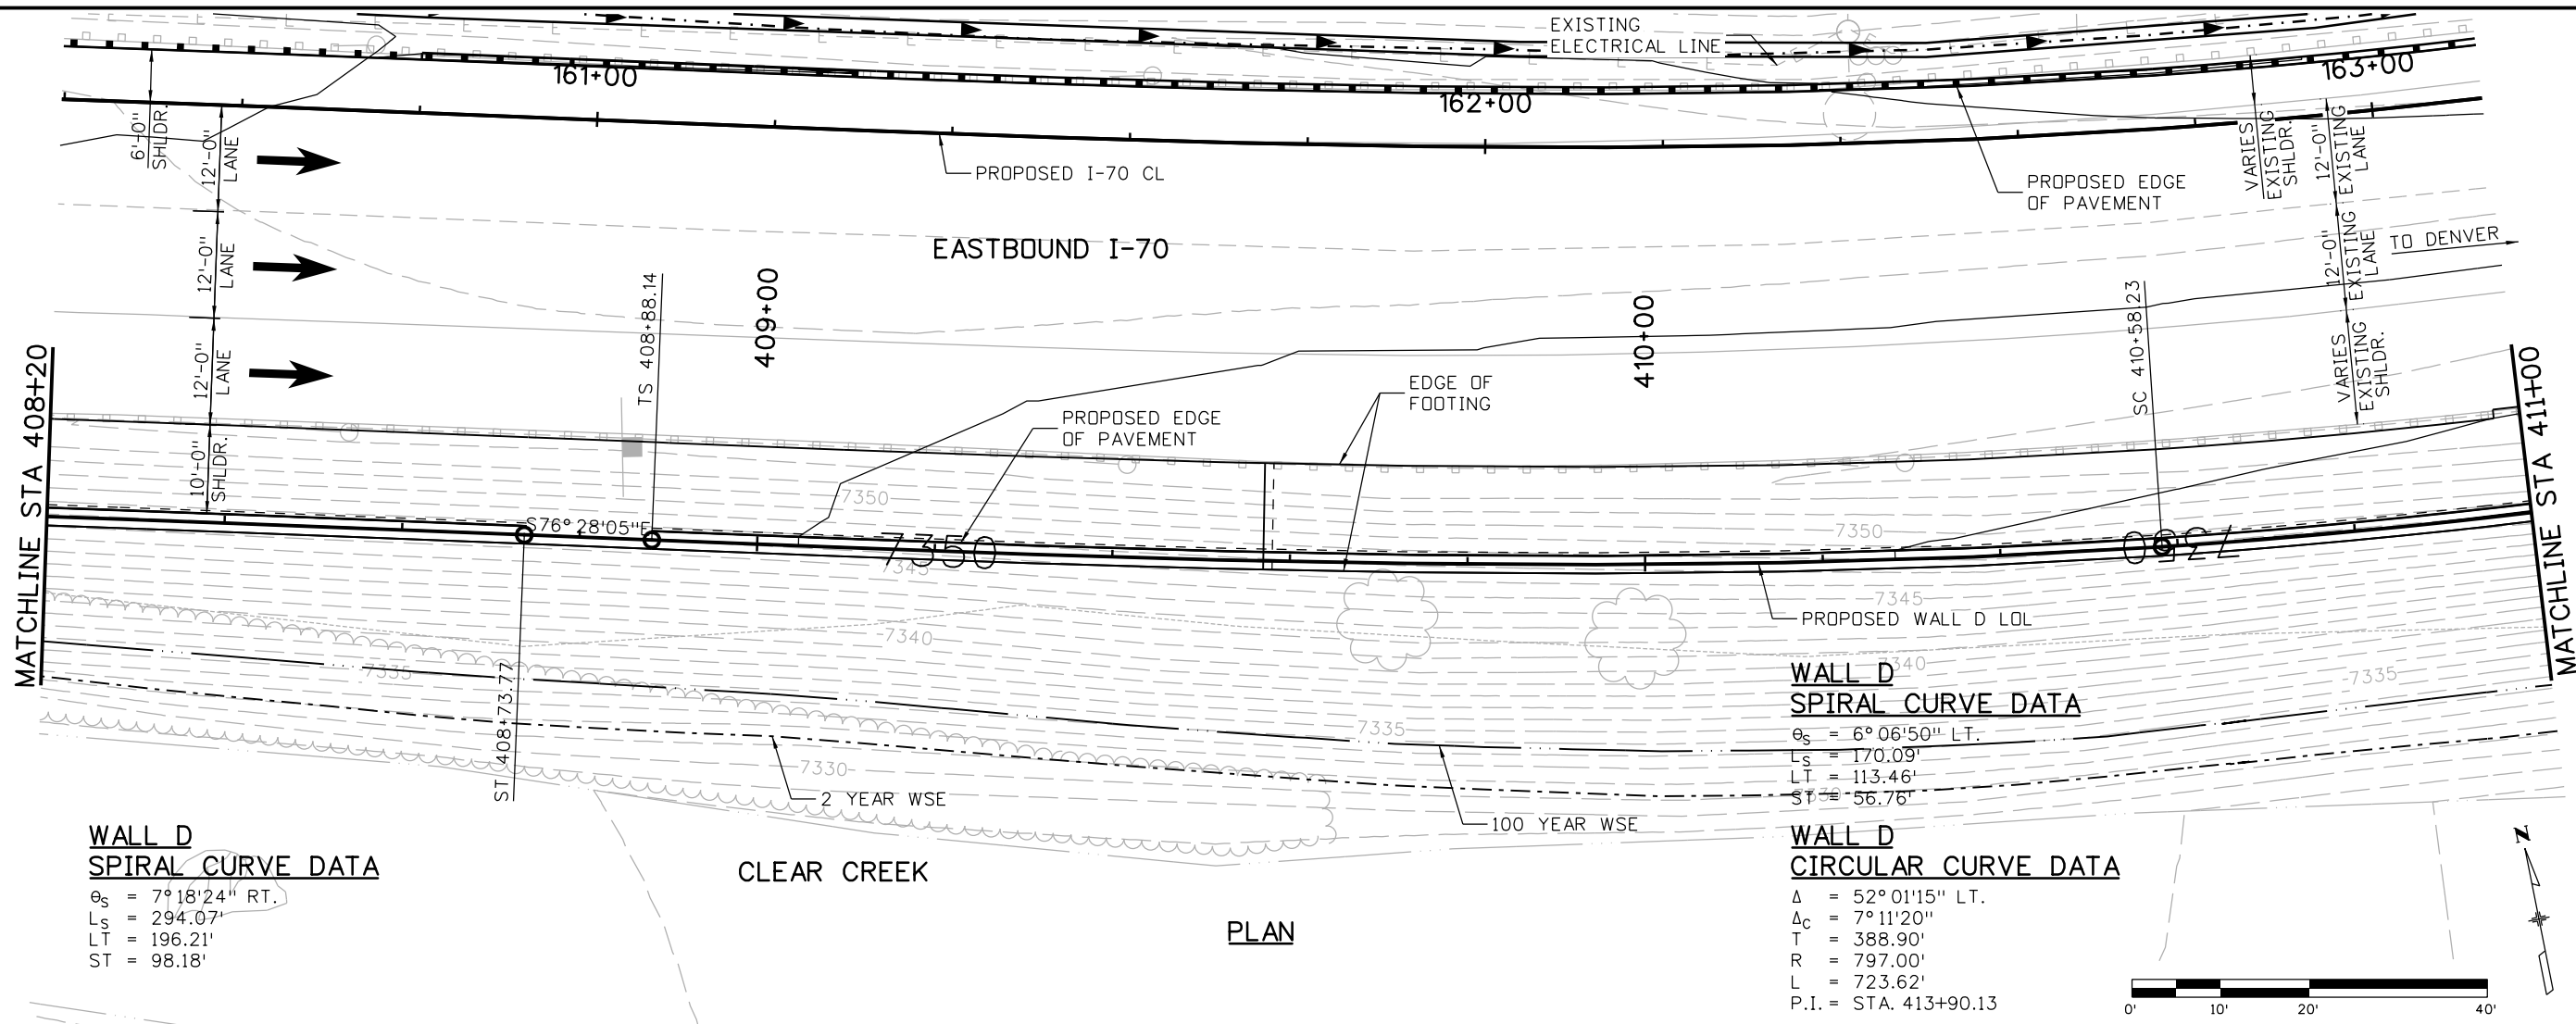 EXISTING
ELECTRICAL LINE
161+00
162+00
163+00
6'-0"
SHLDR.
12'-0"
LANE
12'-0"
LANE
12'-0"
LANE
10'-0"
SHLDR.
PROPOSED I-70 CL
PROPOSED EDGE
OF PAVEMENT
VARIES
EXISTING
SHLDR.
12'-0"
EXISTING
LANE
12'-0"
EXISTING
LANE
VARIES
EXISTING
SHLDR.
TO DENVER
EASTBOUND I-70
MATCHLINE STA 408+20
TS 408+88.14
409+00
410+00
SC 410+58.23
MATCHLINE STA 411+00
EDGE OF
FOOTING
PROPOSED EDGE
OF PAVEMENT
7350
7350
S76°28'05"E
7350
7350
7345
7345
PROPOSED WALL D LOL
7340
7340
7335
7335
7335
ST 408+73.77
7330
7330
2 YEAR WSE
100 YEAR WSE
WALL D
SPIRAL CURVE DATA
θS = 6°06'50" LT.
LS = 170.09'
LT = 113.46'
ST = 56.76'
WALL D
SPIRAL CURVE DATA
θS = 7°18'24" RT.
LS = 294.07'
LT = 196.21'
ST = 98.18'
CLEAR CREEK
PLAN
WALL D
CIRCULAR CURVE DATA
Δ = 52°01'15" LT.
ΔC = 7°11'20"
T = 388.90'
R = 797.00'
L = 723.62'
P.I. = STA. 413+90.13
N
0' 10' 20' 40'